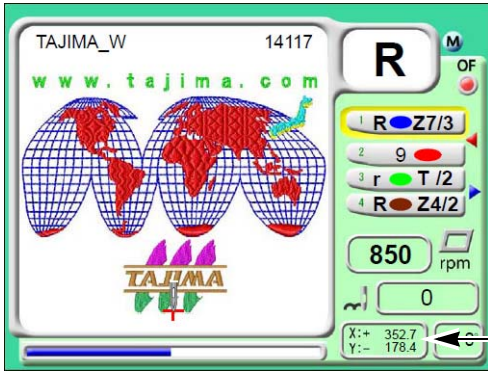 TAJIMA_W 14117
www.tajima.com
TAJIMA
R
M
OF
1 R Z7/3
2 9
3 r T /2
4 R Z4/2
850 rpm
0
X:+ 352.7
Y:- 178.4